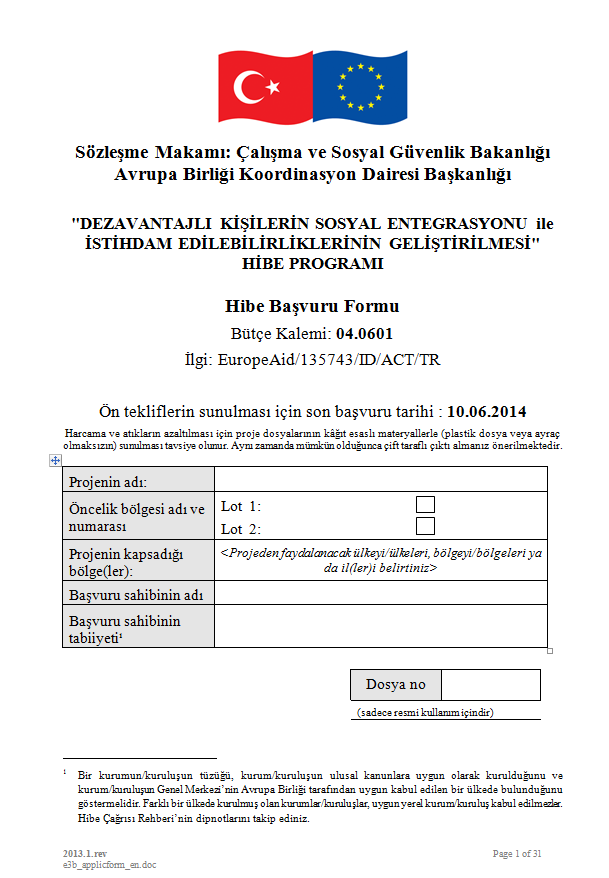 Sözleşme Makamı: Çalışma ve Sosyal Güvenlik Bakanlığı
Avrupa Birliği Koordinasyon Dairesi Başkanlığı
"DEZAVANTAJLI KİŞİLERİN SOSYAL ENTEGRASYONU ile
İSTİHDAM EDİLEBİLİRLİKLERİNİN GELİŞTİRİLMESİ"
HİBE PROGRAMI
Hibe Başvuru Formu
Bütçe Kalemi: 04.0601
İlgi: EuropeAid/135743/ID/ACT/TR
Ön tekliflerin sunulması için son başvuru tarihi : 10.06.2014
Harcama ve atıkların azaltılması için proje dosyalarının kâğıt esaslı materyallerle (plastik dosya veya ayraç
olmaksızın) sunulması tavsiye olunur. Aynı zamanda mümkün olduğunca çift taraflı çıktı almanız önerilmektedir.
Projenin adı:
Öncelik bölgesi adı ve
numarası
Lot 1:
Lot 2:
Projenin kapsadığı
bölge(ler):
<Projeden faydalanacak ülkeyi/ülkeleri, bölgeyi/bölgeleri ya
da il(ler)i belirtiniz>
Başvuru sahibinin adı
Başvuru sahibinin
tabiiyeti¹
Dosya no
(sadece resmi kullanım içindir)
¹ Bir kurumun/kuruluşun tüzüğü, kurum/kuruluşun ulusal kanunlara uygun olarak kurulduğunu ve
kurum/kuruluşun Genel Merkezi'nin Avrupa Birliği tarafından uygun kabul edilen bir ülkede bulunduğunu
göstermelidir. Farklı bir ülkede kurulmuş olan kurumlar/kuruluşlar, uygun yerel kurum/kuruluş kabul edilmezler.
Hibe Çağrısı Rehberi'nin dipnotlarını takip ediniz.
2013.1.rev
Page 1 of 31
e3b_applicform_en.doc